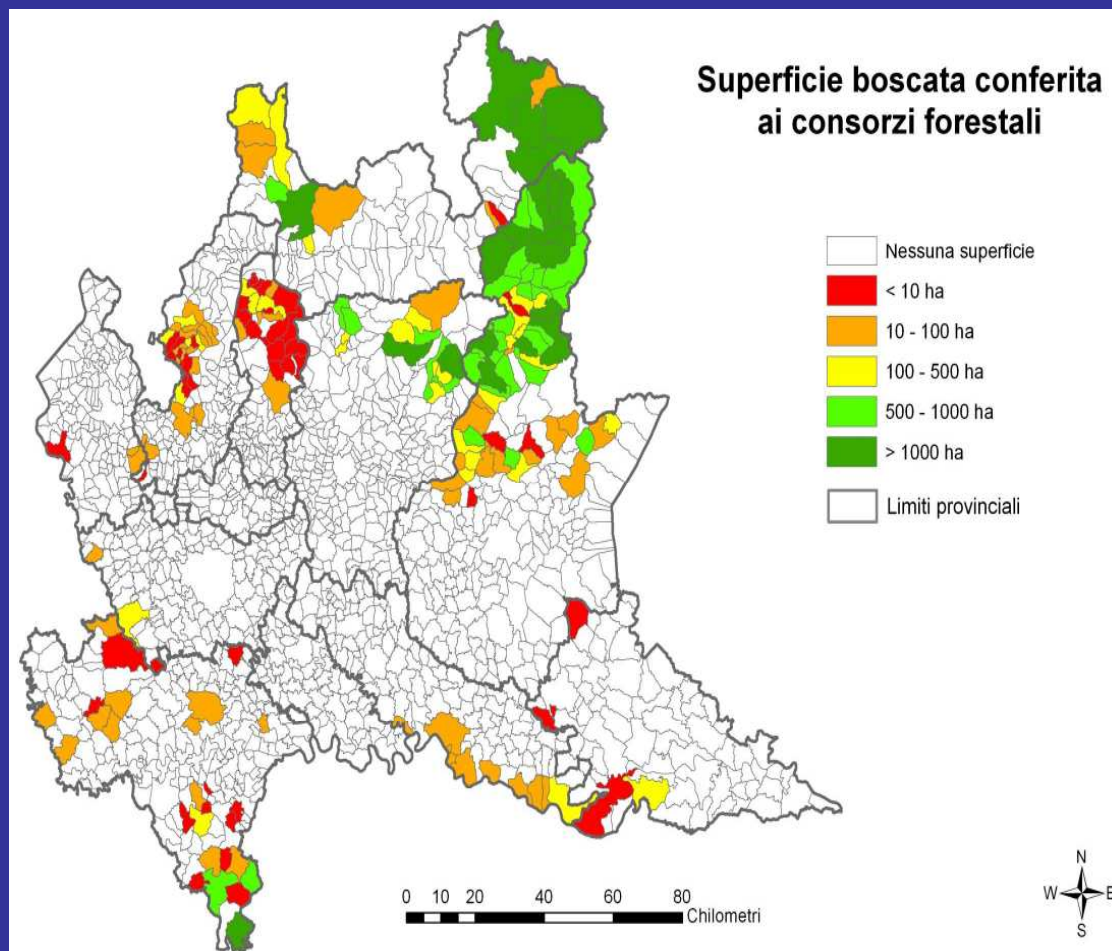 Superficie boscata conferita
ai consorzi forestali
Nessuna superficie
< 10 ha
10 - 100 ha
100 - 500 ha
500 - 1000 ha
> 1000 ha
Limiti provinciali
0 10 20 40 60 80
Chilometri
N
W E
S